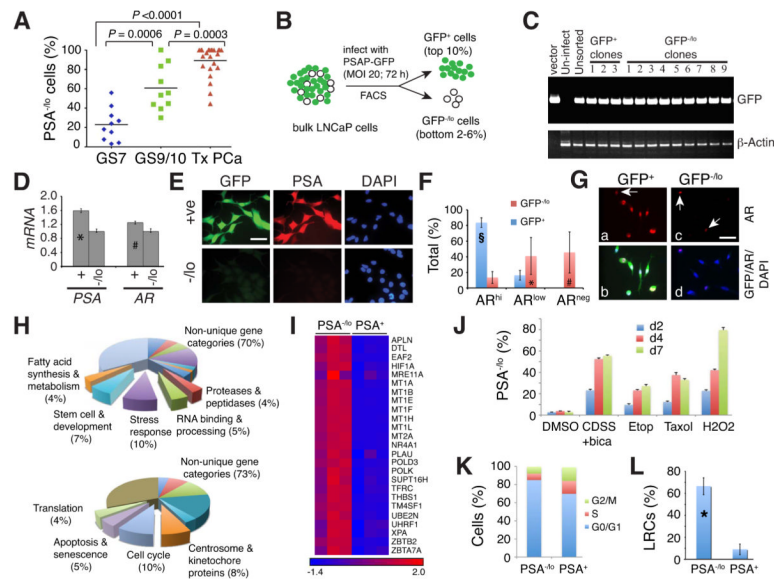 A
P <0.0001
P = 0.0006
P = 0.0003
PSA-/lo cells (%)
100
80
60
40
20
0
GS7
GS9/10
Tx PCa
B
infect with
PSAP-GFP
(MOI 20; 72 h)
FACS
bulk LNCaP cells
GFP+ cells
(top 10%)
GFP-/lo cells
(bottom 2-6%)
C
vector
Un-infect
Unsorted
GFP+
clones
GFP-/lo
clones
1 2 3 1 2 3 4 5 6 7 8 9
GFP
β-Actin
D
mRNA
2
1.5
1
0.5
0
*
#
+ -/lo + -/lo
PSA AR
E
GFP PSA DAPI
+ve
-/lo
F
GFP-/lo
GFP+
Total (%)
100
80
60
40
20
0
§
*
#
ARhi ARlow ARneg
G
GFP+ GFP-/lo
a
c
b
d
AR
GFP/AR/
DAPI
H
Non-unique gene
categories (70%)
Fatty acid
synthesis &
metabolism
(4%)
Stem cell &
development
(7%)
Stress
response
(10%)
RNA binding
& processing
(5%)
Proteases &
peptidases (4%)
Non-unique gene
categories (73%)
Translation
(4%)
Apoptosis &
senescence
(5%)
Cell cycle
(10%)
Centrosome &
kinetochore
proteins (8%)
I
PSA-/lo PSA+
APLN
DTL
EAF2
HIF1A
MRE11A
MT1A
MT1B
MT1E
MT1F
MT1H
MT1L
MT2A
NR4A1
PLAU
POLD3
POLK
SUPT16H
TFRC
THBS1
TM4SF1
UBE2N
UHRF1
XPA
ZBTB2
ZBTA7A
-1.4 2.0
J
PSA-/lo (%)
100
80
60
40
20
0
d2
d4
d7
DMSO CDSS
+bica
Etop Taxol H2O2
K
Cells (%)
100
80
60
40
20
0
G2/M
S
G0/G1
PSA-/lo PSA+
L
LRCs (%)
80
60
40
20
0
PSA-/lo PSA+